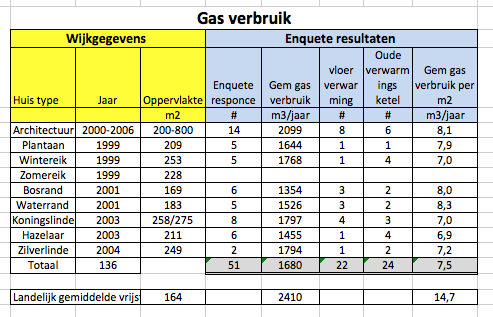 Gas verbruik
Wijkgegevens Enquete resultaten
Huis type Jaar Oppervlakte Enquete responce Gem gas verbruik vloer verwar ming Oude verwarm ings ketel Gem gas verbruik per m2
m2 # m3/jaar # # m3/jaar
Architectuur 2000-2006 200-800 14 2099 8 6 8,1
Plantaan 1999 209 5 1644 1 1 7,9
Wintereik 1999 253 5 1768 1 4 7,0
Zomereik 1999 228
Bosrand 2001 169 6 1354 3 2 8,0
Waterrand 2001 183 5 1526 3 2 8,3
Koningslinde 2003 258/275 8 1797 4 3 7,0
Hazelaar 2003 211 6 1455 1 4 6,9
Zilverlinde 2004 249 2 1794 1 2 7,2
Totaal 136 51 1680 22 24 7,5
Landelijk gemiddelde vrijst 164 2410 14,7